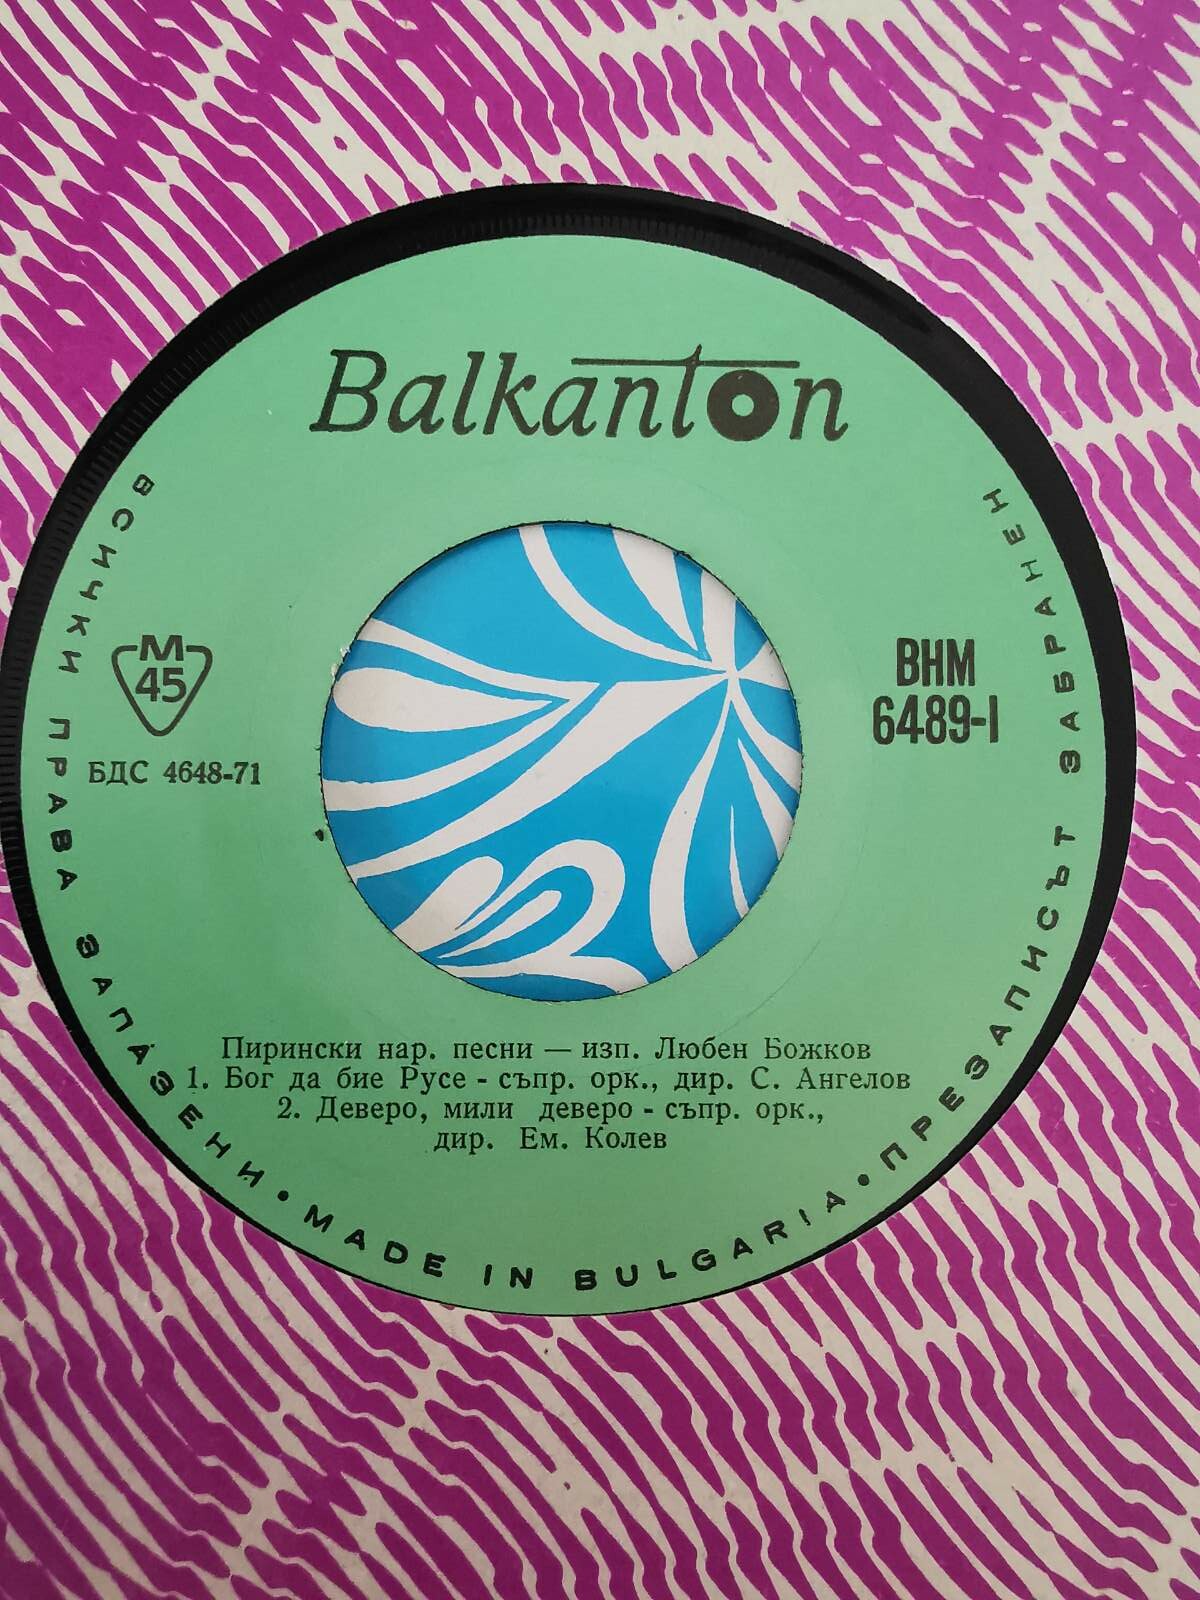 Balkanton
М
45
БДС 4648-71
ВНМ
6489-I
Пирински нар. песни — изп. Любен Божков
1. Бог да бие Русе - съпр. орк., дир. С. Ангелов
2. Деверо, мили деверо - съпр. орк.,
дир. Ем. Колев
ВСИЧКИ ПРАВА ЗАПАЗЕНИ • MADE IN BULGARIA • ПРЕЗАПИСЪТ ЗАБРАНЕН